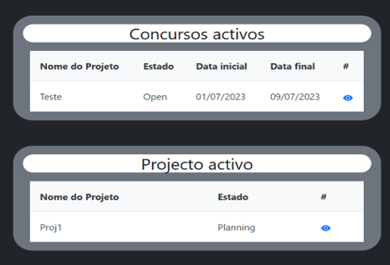 Concursos activos
Nome do Projeto Estado Data inicial Data final #
Teste Open 01/07/2023 09/07/2023
Projecto activo
Nome do Projeto Estado #
Proj1 Planning